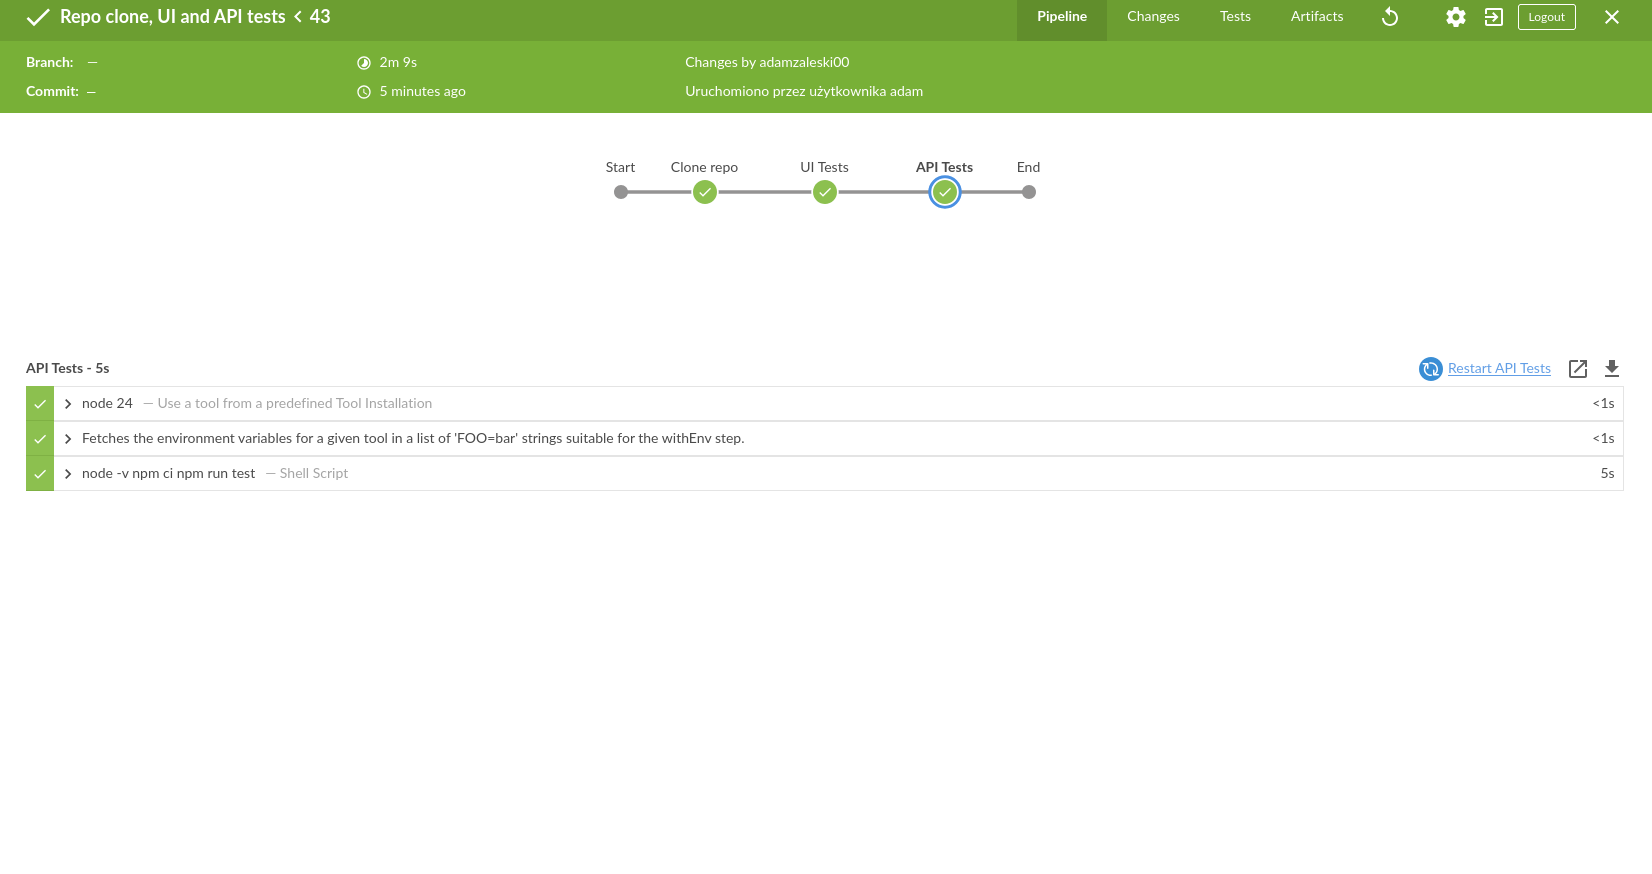 Repo clone, UI and API tests < 43
Pipeline Changes Tests Artifacts Logout
Branch: —
2m 9s
Changes by adamzaleski00
Commit: —
5 minutes ago
Uruchomiono przez użytkownika adam
Start Clone repo UI Tests API Tests End
API Tests - 5s
Restart API Tests
node 24 — Use a tool from a predefined Tool Installation <1s
Fetches the environment variables for a given tool in a list of 'FOO=bar' strings suitable for the withEnv step. <1s
node -v npm ci npm run test — Shell Script 5s